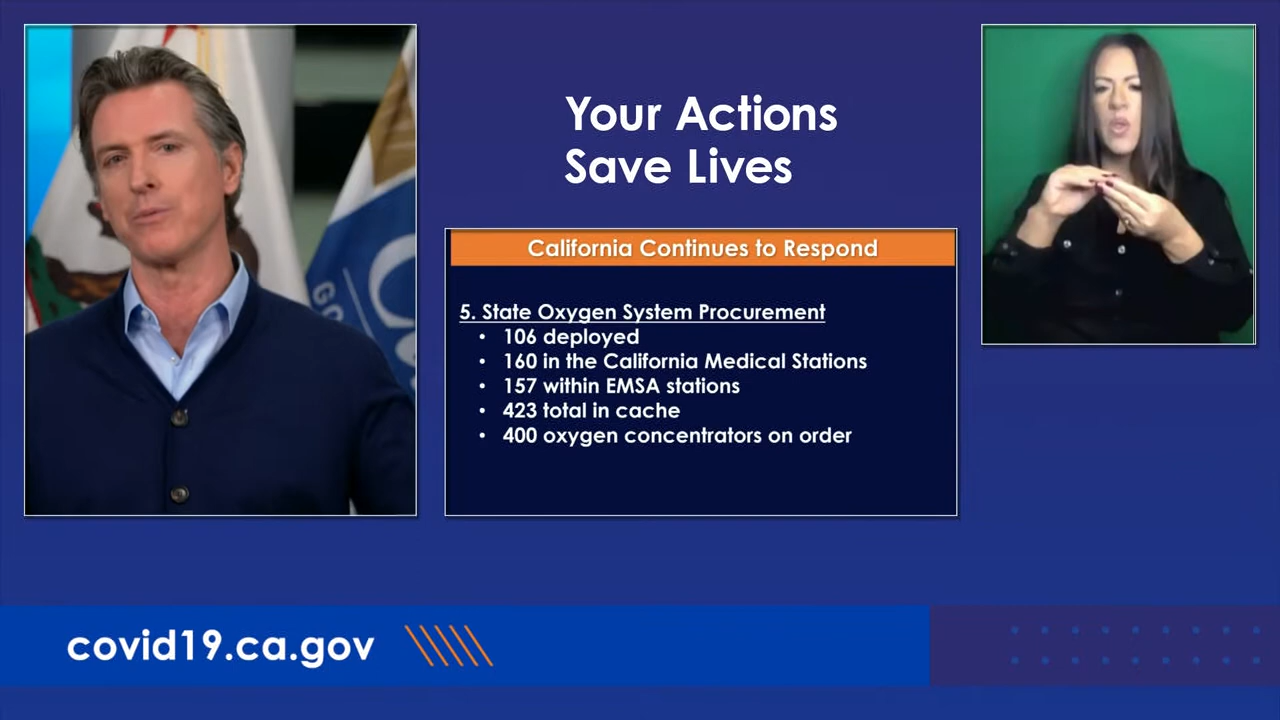 Your Actions
Save Lives
California Continues to Respond
5. State Oxygen System Procurement
• 106 deployed
• 160 in the California Medical Stations
• 157 within EMSA stations
• 423 total in cache
• 400 oxygen concentrators on order
covid19.ca.gov